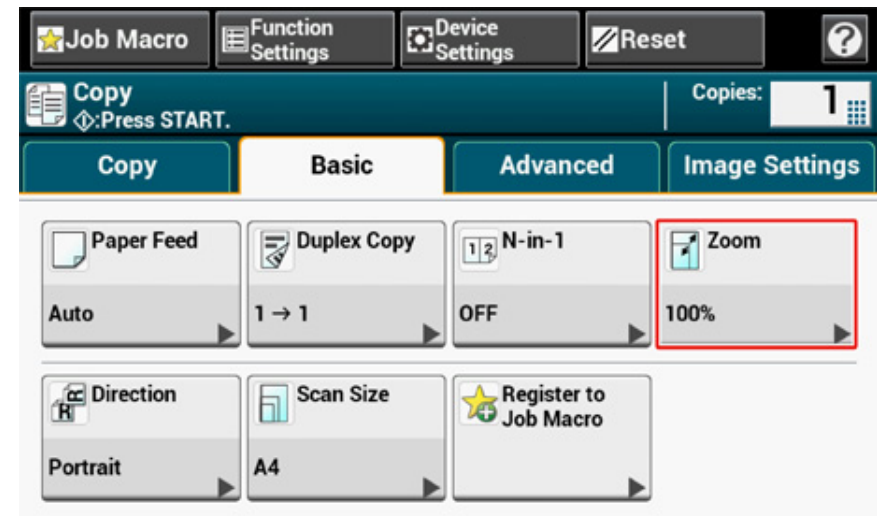 Job Macro
Function
Settings
Device
Settings
Reset
?
Copy
:Press START.
Copies:
1
Copy
Basic
Advanced
Image Settings
Paper Feed
Auto
Duplex Copy
1 → 1
1 2 N-in-1
OFF
Zoom
100%
R R Direction
Portrait
Scan Size
A4
Register to
Job Macro